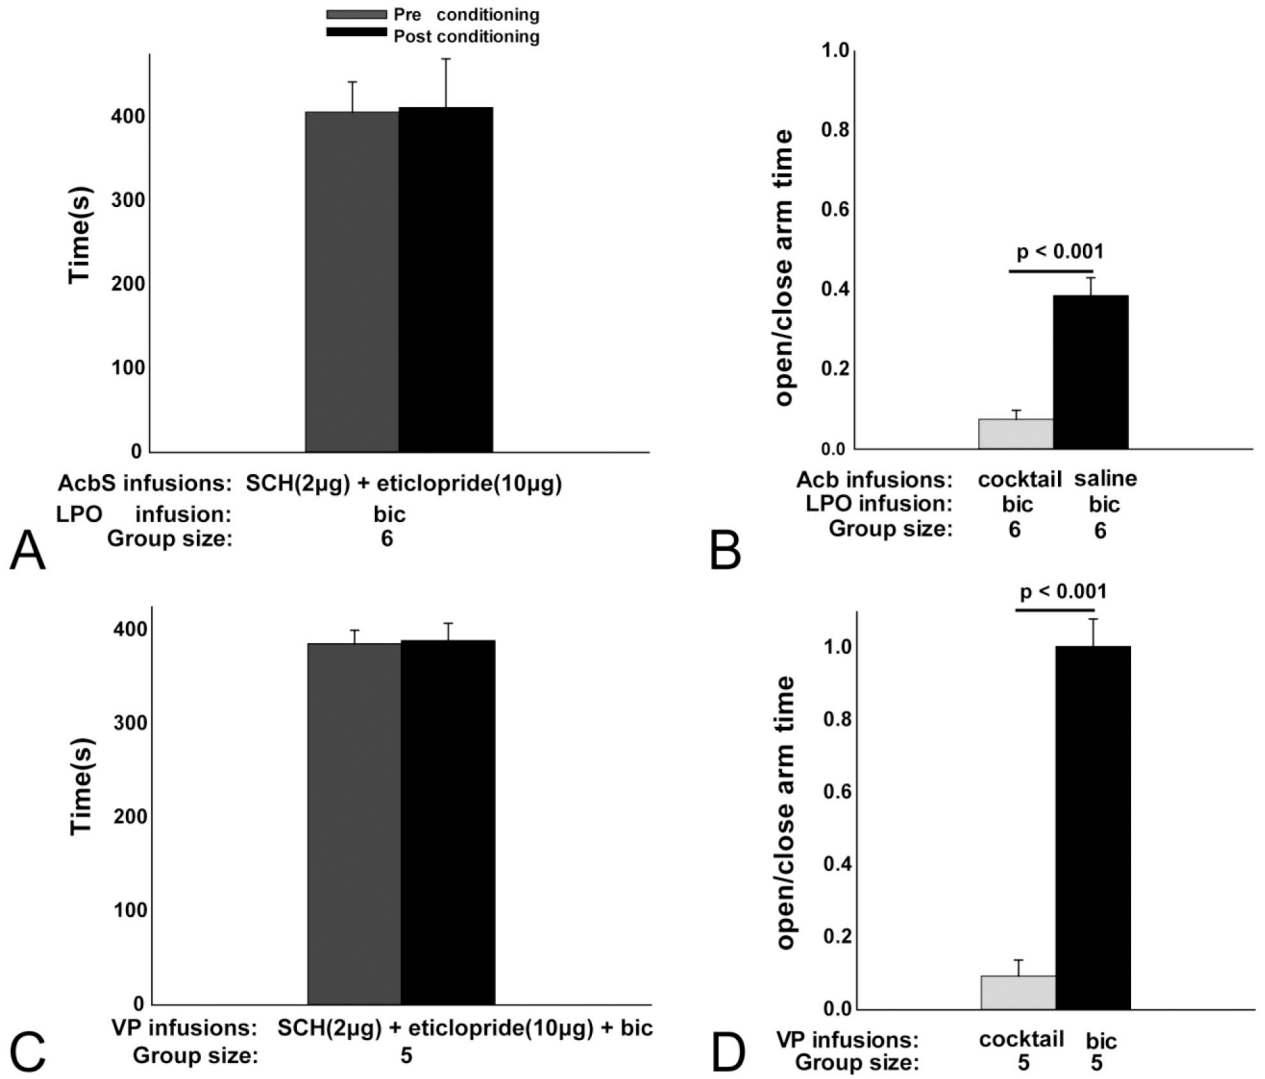 Pre conditioning
Post conditioning
400
300
200
100
0
Time(s)
AcbS infusions: SCH(2µg) + eticlopride(10µg)
LPO infusion: bic
Group size: 6
A
1.0
0.8
0.6
0.4
0.2
0.0
open/close arm time
p < 0.001
Acb infusions: cocktail saline
LPO infusion: bic bic
Group size: 6 6
B
400
300
200
100
0
Time(s)
VP infusions: SCH(2µg) + eticlopride(10µg) + bic
Group size: 5
C
p < 0.001
1.0
0.8
0.6
0.4
0.2
0.0
open/close arm time
VP infusions: cocktail bic
Group size: 5 5
D